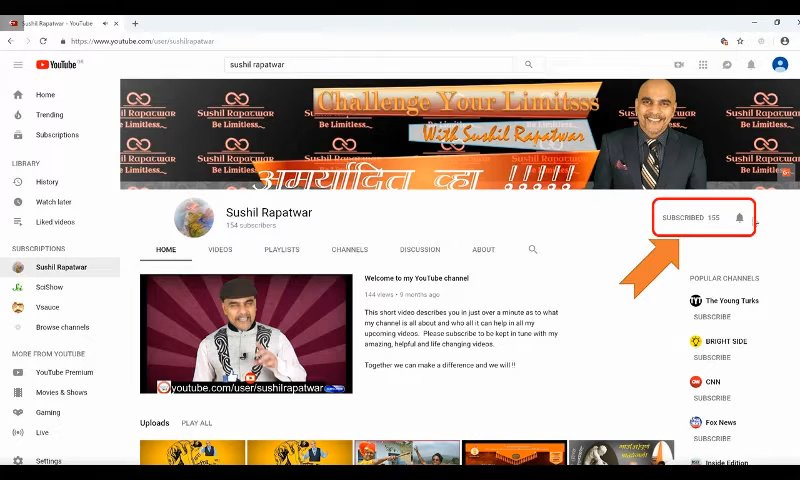 Sushil Rapatwar - YouTube
https://www.youtube.com/user/sushilrapatwar
YouTube
sushil rapatwar
Home
Trending
Subscriptions
LIBRARY
History
Watch later
Liked videos
SUBSCRIPTIONS
Sushil Rapatwar
SciShow
Vsauce
Browse channels
MORE FROM YOUTUBE
YouTube Premium
Movies & Shows
Gaming
Live
Settings
Sushil Rapatwar
Be Limitless..
Challenge Your Limitsss
With Sushil Rapatwar
अमर्यादित व्हा !!!!!
Sushil Rapatwar
154 subscribers
SUBSCRIBED 155
HOME VIDEOS PLAYLISTS CHANNELS DISCUSSION ABOUT
youtube.com/user/sushilrapatwar
Welcome to my YouTube channel
144 views • 9 months ago
This short video describes you in just over a minute as to what
my channel is all about and who all it can help in all my
upcoming videos. Please subscribe to be kept in tune with my
amazing, helpful and life changing videos.
Together we can make a difference and we will !!
Uploads PLAY ALL
POPULAR CHANNELS
The Young Turks
SUBSCRIBE
BRIGHT SIDE
SUBSCRIBE
CNN
SUBSCRIBE
Fox News
SUBSCRIBE
Inside Edition